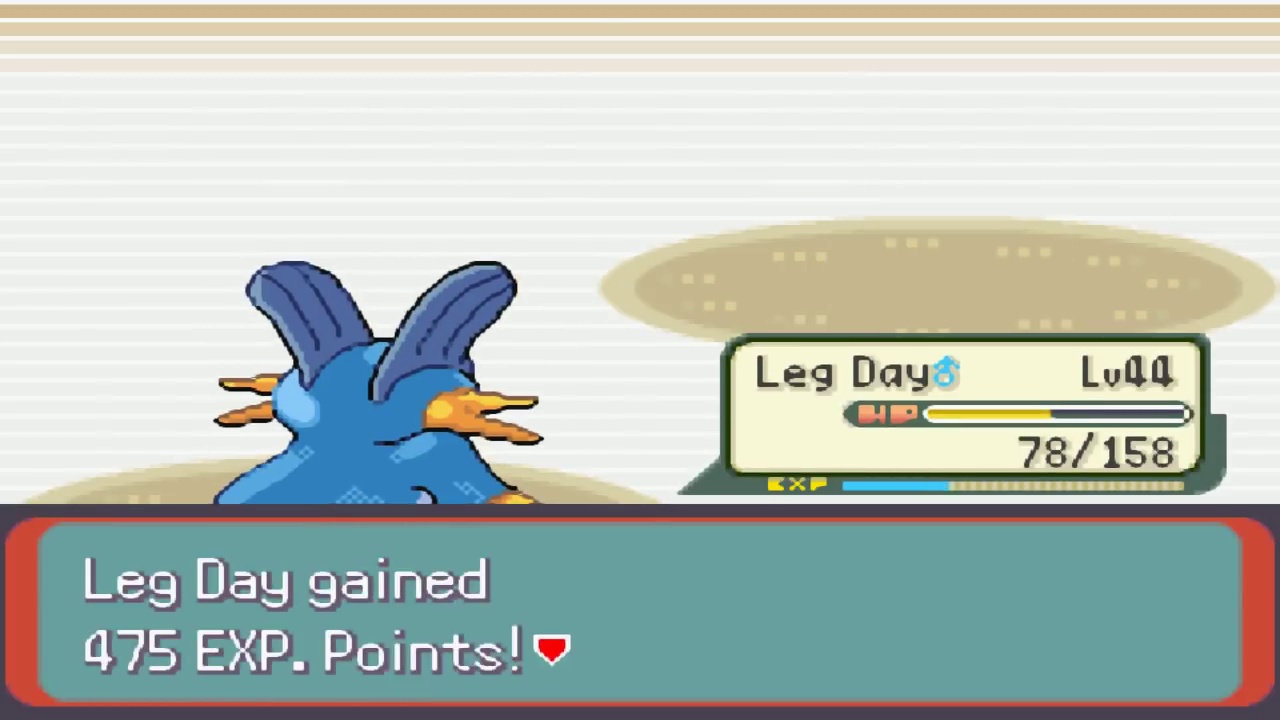 Leg Day♂ Lv44
HP
78/158
EXP
Leg Day gained
475 EXP. Points!